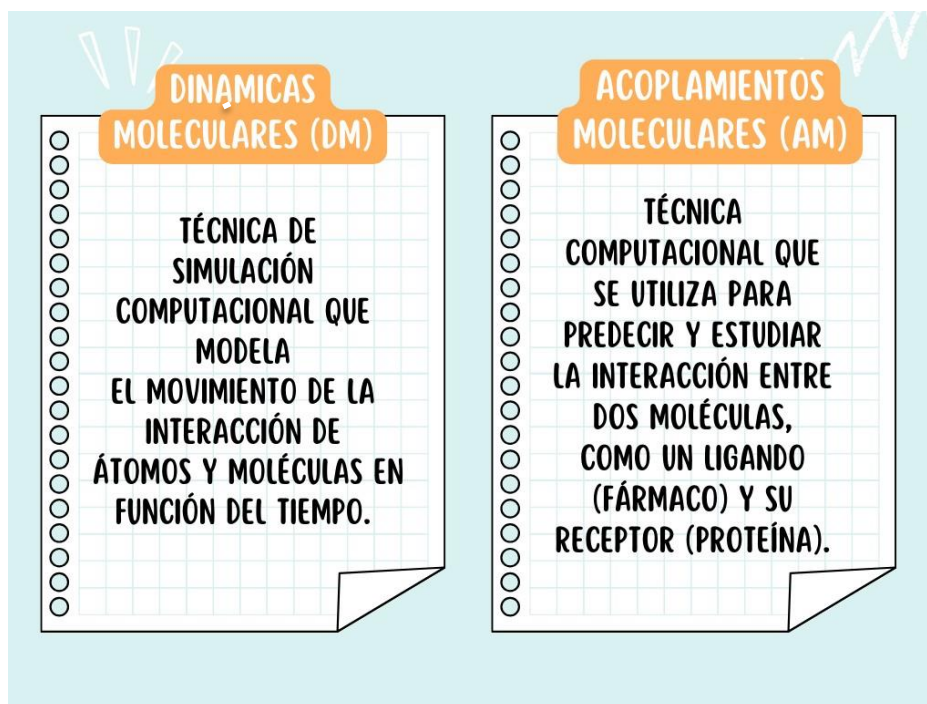 DINÁMICAS
MOLECULARES (DM)
TÉCNICA DE
SIMULACIÓN
COMPUTACIONAL QUE
MODELA
EL MOVIMIENTO DE LA
INTERACCIÓN DE
ÁTOMOS Y MOLÉCULAS EN
FUNCIÓN DEL TIEMPO.
ACOPLAMIENTOS
MOLECULARES (AM)
TÉCNICA
COMPUTACIONAL QUE
SE UTILIZA PARA
PREDECIR Y ESTUDIAR
LA INTERACCIÓN ENTRE
DOS MOLÉCULAS,
COMO UN LIGANDO
(FÁRMACO) Y SU
RECEPTOR (PROTEÍNA).